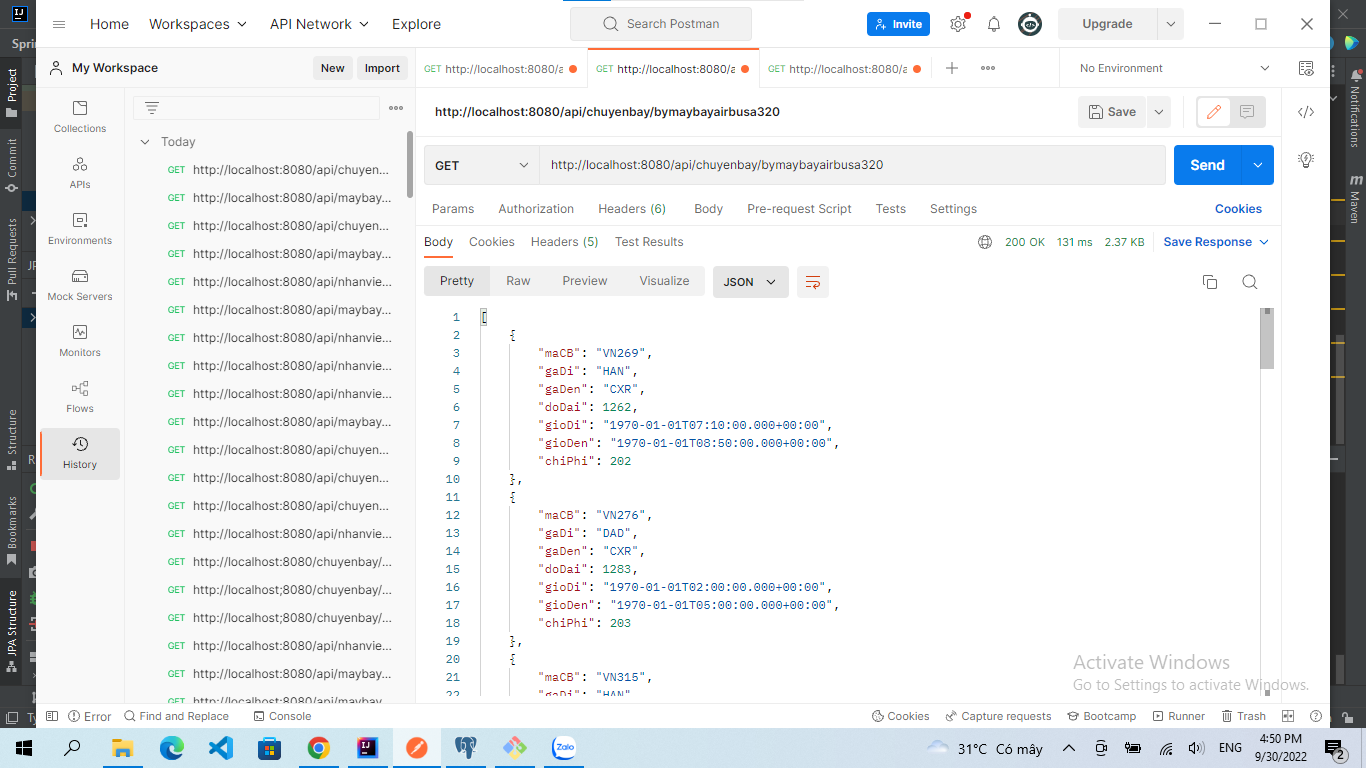 Home
Workspaces
API Network
Explore
Search Postman
Invite
Upgrade
Sprin
My Workspace
New
Import
GET http://localhost:8080/a
GET http://localhost:8080/a
GET http://localhost:8080/a
No Environment
Project
Commit
Pull Requests
Structure
Bookmarks
JPA Structure
JP
R
Ty
Collections
APIs
Environments
Mock Servers
Monitors
Flows
History
Today
GET http://localhost:8080/api/chuyen...
GET http://localhost:8080/api/maybay...
GET http://localhost:8080/api/chuyen...
GET http://localhost:8080/api/maybay...
GET http://localhost:8080/api/nhanvie...
GET http://localhost:8080/api/maybay...
GET http://localhost:8080/api/nhanvie...
GET http://localhost:8080/api/nhanvie...
GET http://localhost:8080/api/nhanvie...
GET http://localhost:8080/api/maybay...
GET http://localhost:8080/api/chuyen...
GET http://localhost:8080/api/chuyen...
GET http://localhost:8080/api/chuyen...
GET http://localhost:8080/api/nhanvie...
GET http://localhost:8080/chuyenbay/...
GET http://localhost:8080/chuyenbay/...
GET http://localhost:8080/chuyenbay/...
GET http://localhost:8080/api/nhanvie...
GET http://localhost:8080/api/maybay...
GET http://localhost:8080/api/maybay...
http://localhost:8080/api/chuyenbay/bymaybayairbusa320
Save
GET
http://localhost:8080/api/chuyenbay/bymaybayairbusa320
Send
Params
Authorization
Headers (6)
Body
Pre-request Script
Tests
Settings
Cookies
Body
Cookies
Headers (5)
Test Results
200 OK
131 ms
2.37 KB
Save Response
Pretty
Raw
Preview
Visualize
JSON
1 [
2 {
3 "maCB": "VN269",
4 "gaDi": "HAN",
5 "gaDen": "CXR",
6 "doDai": 1262,
7 "gioDi": "1970-01-01T07:10:00.000+00:00",
8 "gioDen": "1970-01-01T08:50:00.000+00:00",
9 "chiPhi": 202
10 },
11 {
12 "maCB": "VN276",
13 "gaDi": "DAD",
14 "gaDen": "CXR",
15 "doDai": 1283,
16 "gioDi": "1970-01-01T02:00:00.000+00:00",
17 "gioDen": "1970-01-01T05:00:00.000+00:00",
18 "chiPhi": 203
19 },
20 {
21 "maCB": "VN315",
22 "gaDi": "HAN"
Notifications
m
Maven
Activate Windows
Go to Settings to activate Windows.
Error
Find and Replace
Console
Cookies
Capture requests
Bootcamp
Runner
Trash
Zalo
31°C Có mây
ENG
4:50 PM
9/30/2022
2